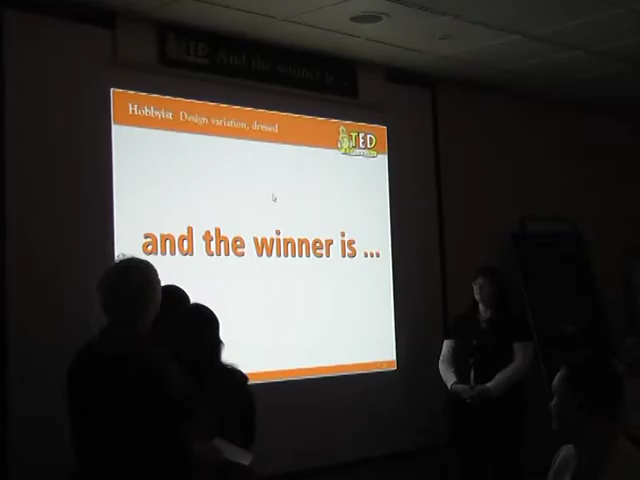 TED And the winner is ...
Hobbyist Design variation, dressed
TED
and the winner is ...